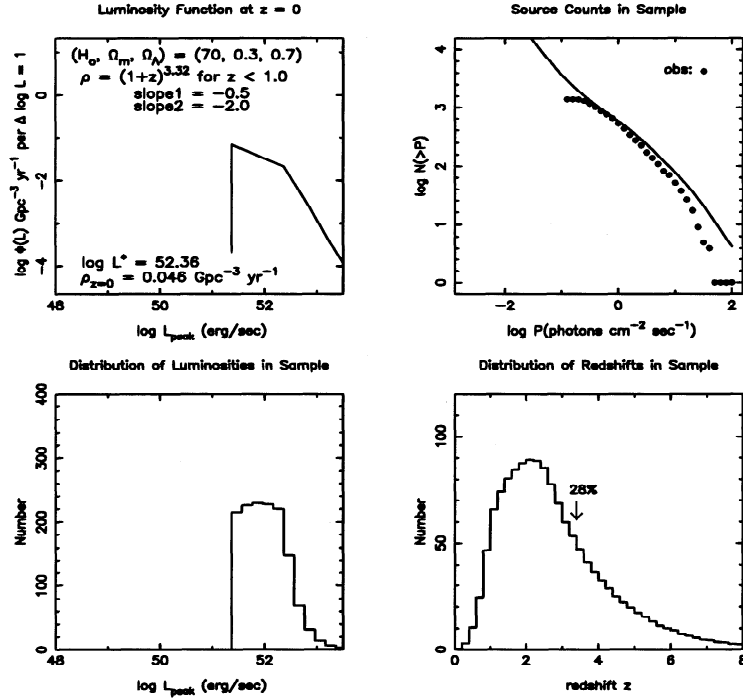 Luminosity Function at z = 0
(H₀, Ωₘ, Ω_Λ) = (70, 0.3, 0.7)
ρ = (1+z)^3.32 for z < 1.0
slope1 = −0.5
slope2 = −2.0
log L* = 52.36
ρ_z=0 = 0.046 Gpc⁻³ yr⁻¹
log Φ(L) Gpc⁻³ yr⁻¹ per Δ log L = 1
0
−2
−4
48
50
52
log L_peak (erg/sec)
Source Counts in Sample
obs:
log N(>P)
4
3
2
1
0
−2
0
2
log P(photons cm⁻² sec⁻¹)
Distribution of Luminosities in Sample
Number
400
300
200
100
0
48
50
52
log L_peak (erg/sec)
Distribution of Redshifts in Sample
28%
Number
100
50
0
0
2
4
6
8
redshift z